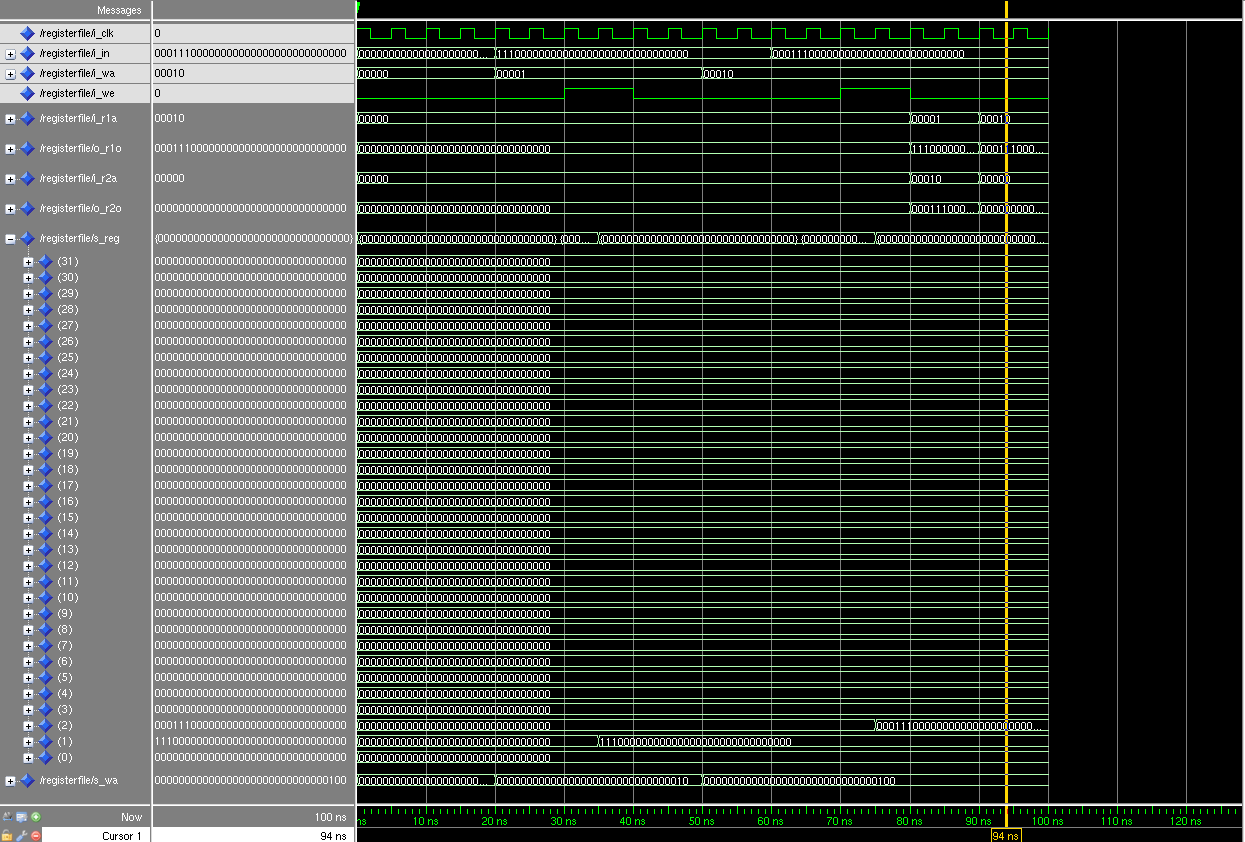 Messages
/registerfile/i_clk 0
/registerfile/i_in 00011100000000000000000000000000 00000000000000000000... 11100000000000000000000000000000 00011100000000000000000000000000
/registerfile/i_wa 00010 00000 00001 00010
/registerfile/i_we 0
/registerfile/i_r1a 00010 00000 00001 00010
/registerfile/o_r1o 00011100000000000000000000000000 00000000000000000000000000000000 111000000... 000111000...
/registerfile/i_r2a 00000 00000 00010 00000
/registerfile/o_r2o 00000000000000000000000000000000 00000000000000000000000000000000 000111000... 000000000...
/registerfile/s_reg {00000000000000000000000000000000} {00000000000000000000000000000000} {000... {00000000000000000000000000000000} {000000000... {00000000000000000000000000...
(31) 00000000000000000000000000000000 00000000000000000000000000000000
(30) 00000000000000000000000000000000 00000000000000000000000000000000
(29) 00000000000000000000000000000000 00000000000000000000000000000000
(28) 00000000000000000000000000000000 00000000000000000000000000000000
(27) 00000000000000000000000000000000 00000000000000000000000000000000
(26) 00000000000000000000000000000000 00000000000000000000000000000000
(25) 00000000000000000000000000000000 00000000000000000000000000000000
(24) 00000000000000000000000000000000 00000000000000000000000000000000
(23) 00000000000000000000000000000000 00000000000000000000000000000000
(22) 00000000000000000000000000000000 00000000000000000000000000000000
(21) 00000000000000000000000000000000 00000000000000000000000000000000
(20) 00000000000000000000000000000000 00000000000000000000000000000000
(19) 00000000000000000000000000000000 00000000000000000000000000000000
(18) 00000000000000000000000000000000 00000000000000000000000000000000
(17) 00000000000000000000000000000000 00000000000000000000000000000000
(16) 00000000000000000000000000000000 00000000000000000000000000000000
(15) 00000000000000000000000000000000 00000000000000000000000000000000
(14) 00000000000000000000000000000000 00000000000000000000000000000000
(13) 00000000000000000000000000000000 00000000000000000000000000000000
(12) 00000000000000000000000000000000 00000000000000000000000000000000
(11) 00000000000000000000000000000000 00000000000000000000000000000000
(10) 00000000000000000000000000000000 00000000000000000000000000000000
(9) 00000000000000000000000000000000 00000000000000000000000000000000
(8) 00000000000000000000000000000000 00000000000000000000000000000000
(7) 00000000000000000000000000000000 00000000000000000000000000000000
(6) 00000000000000000000000000000000 00000000000000000000000000000000
(5) 00000000000000000000000000000000 00000000000000000000000000000000
(4) 00000000000000000000000000000000 00000000000000000000000000000000
(3) 00000000000000000000000000000000 00000000000000000000000000000000
(2) 00011100000000000000000000000000 00000000000000000000000000000000 00011100000000000000000000...
(1) 11100000000000000000000000000000 00000000000000000000000000000000 11100000000000000000000000000000
(0) 00000000000000000000000000000000 00000000000000000000000000000000
/registerfile/s_wa 00000000000000000000000000000100 00000000000000000000... 00000000000000000000000000000010 00000000000000000000000000000100
Now 100 ns ns 10 ns 20 ns 30 ns 40 ns 50 ns 60 ns 70 ns 80 ns 90 ns 100 ns 110 ns 120 ns
Cursor 1 94 ns 94 ns